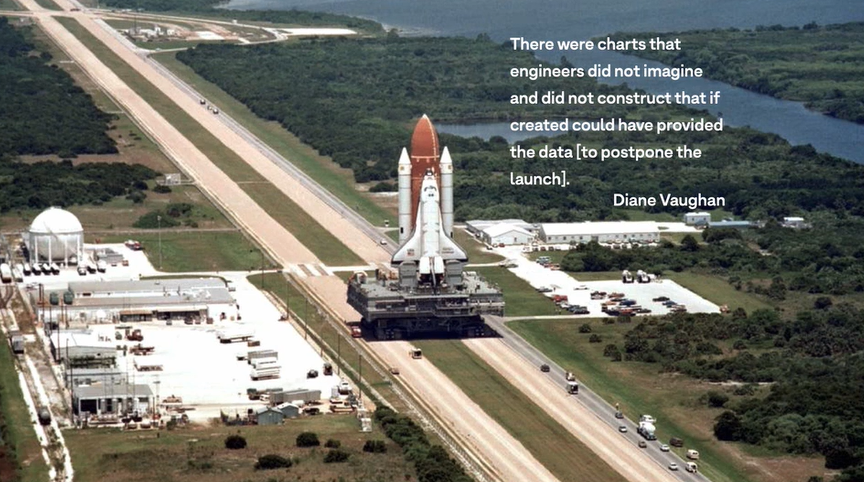 There were charts that
engineers did not imagine
and did not construct that if
created could have provided
the data [to postpone the
launch].
Diane Vaughan